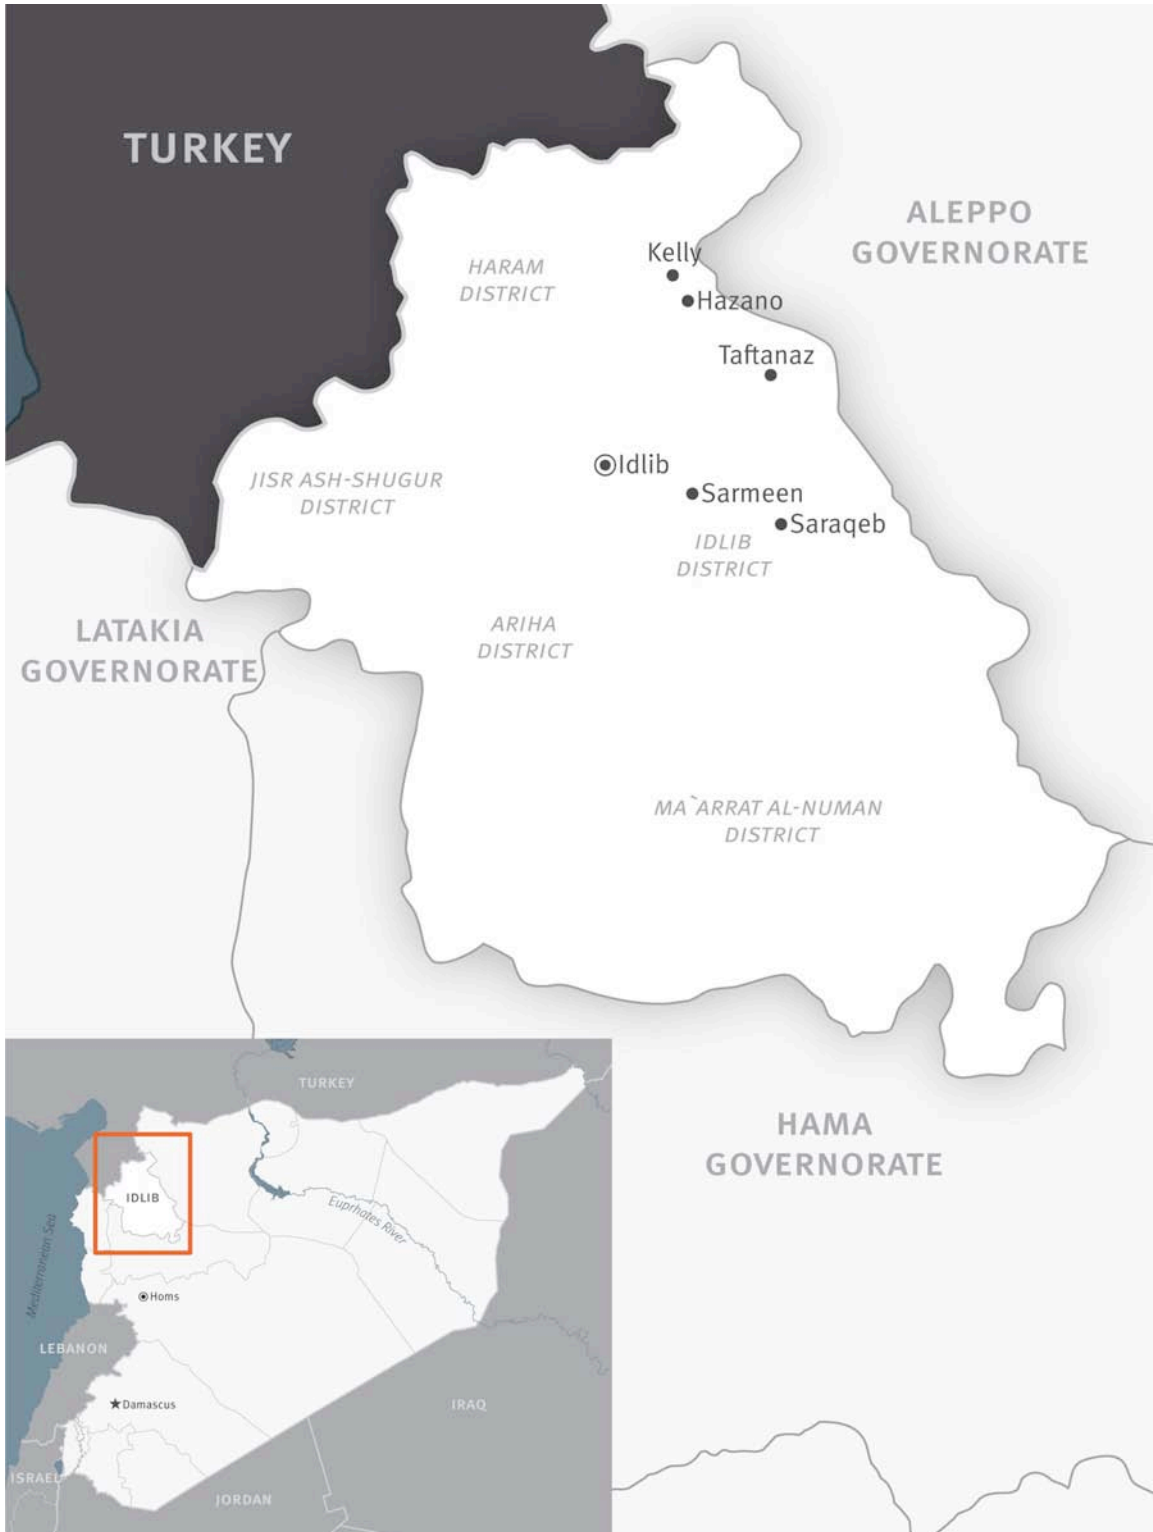 TURKEY
ALEPPO
GOVERNORATE
Kelly
HARAM
DISTRICT
Hazano
Taftanaz
Idlib
JISR ASH-SHUGUR
DISTRICT
Sarmeen
Saraqeb
IDLIB
DISTRICT
LATAKIA
GOVERNORATE
ARIHA
DISTRICT
MA`ARRAT AL-NUMAN
DISTRICT
HAMA
GOVERNORATE
TURKEY
IDLIB
Euprhates River
Mediterranean Sea
Homs
LEBANON
Damascus
IRAQ
ISRAEL
JORDAN